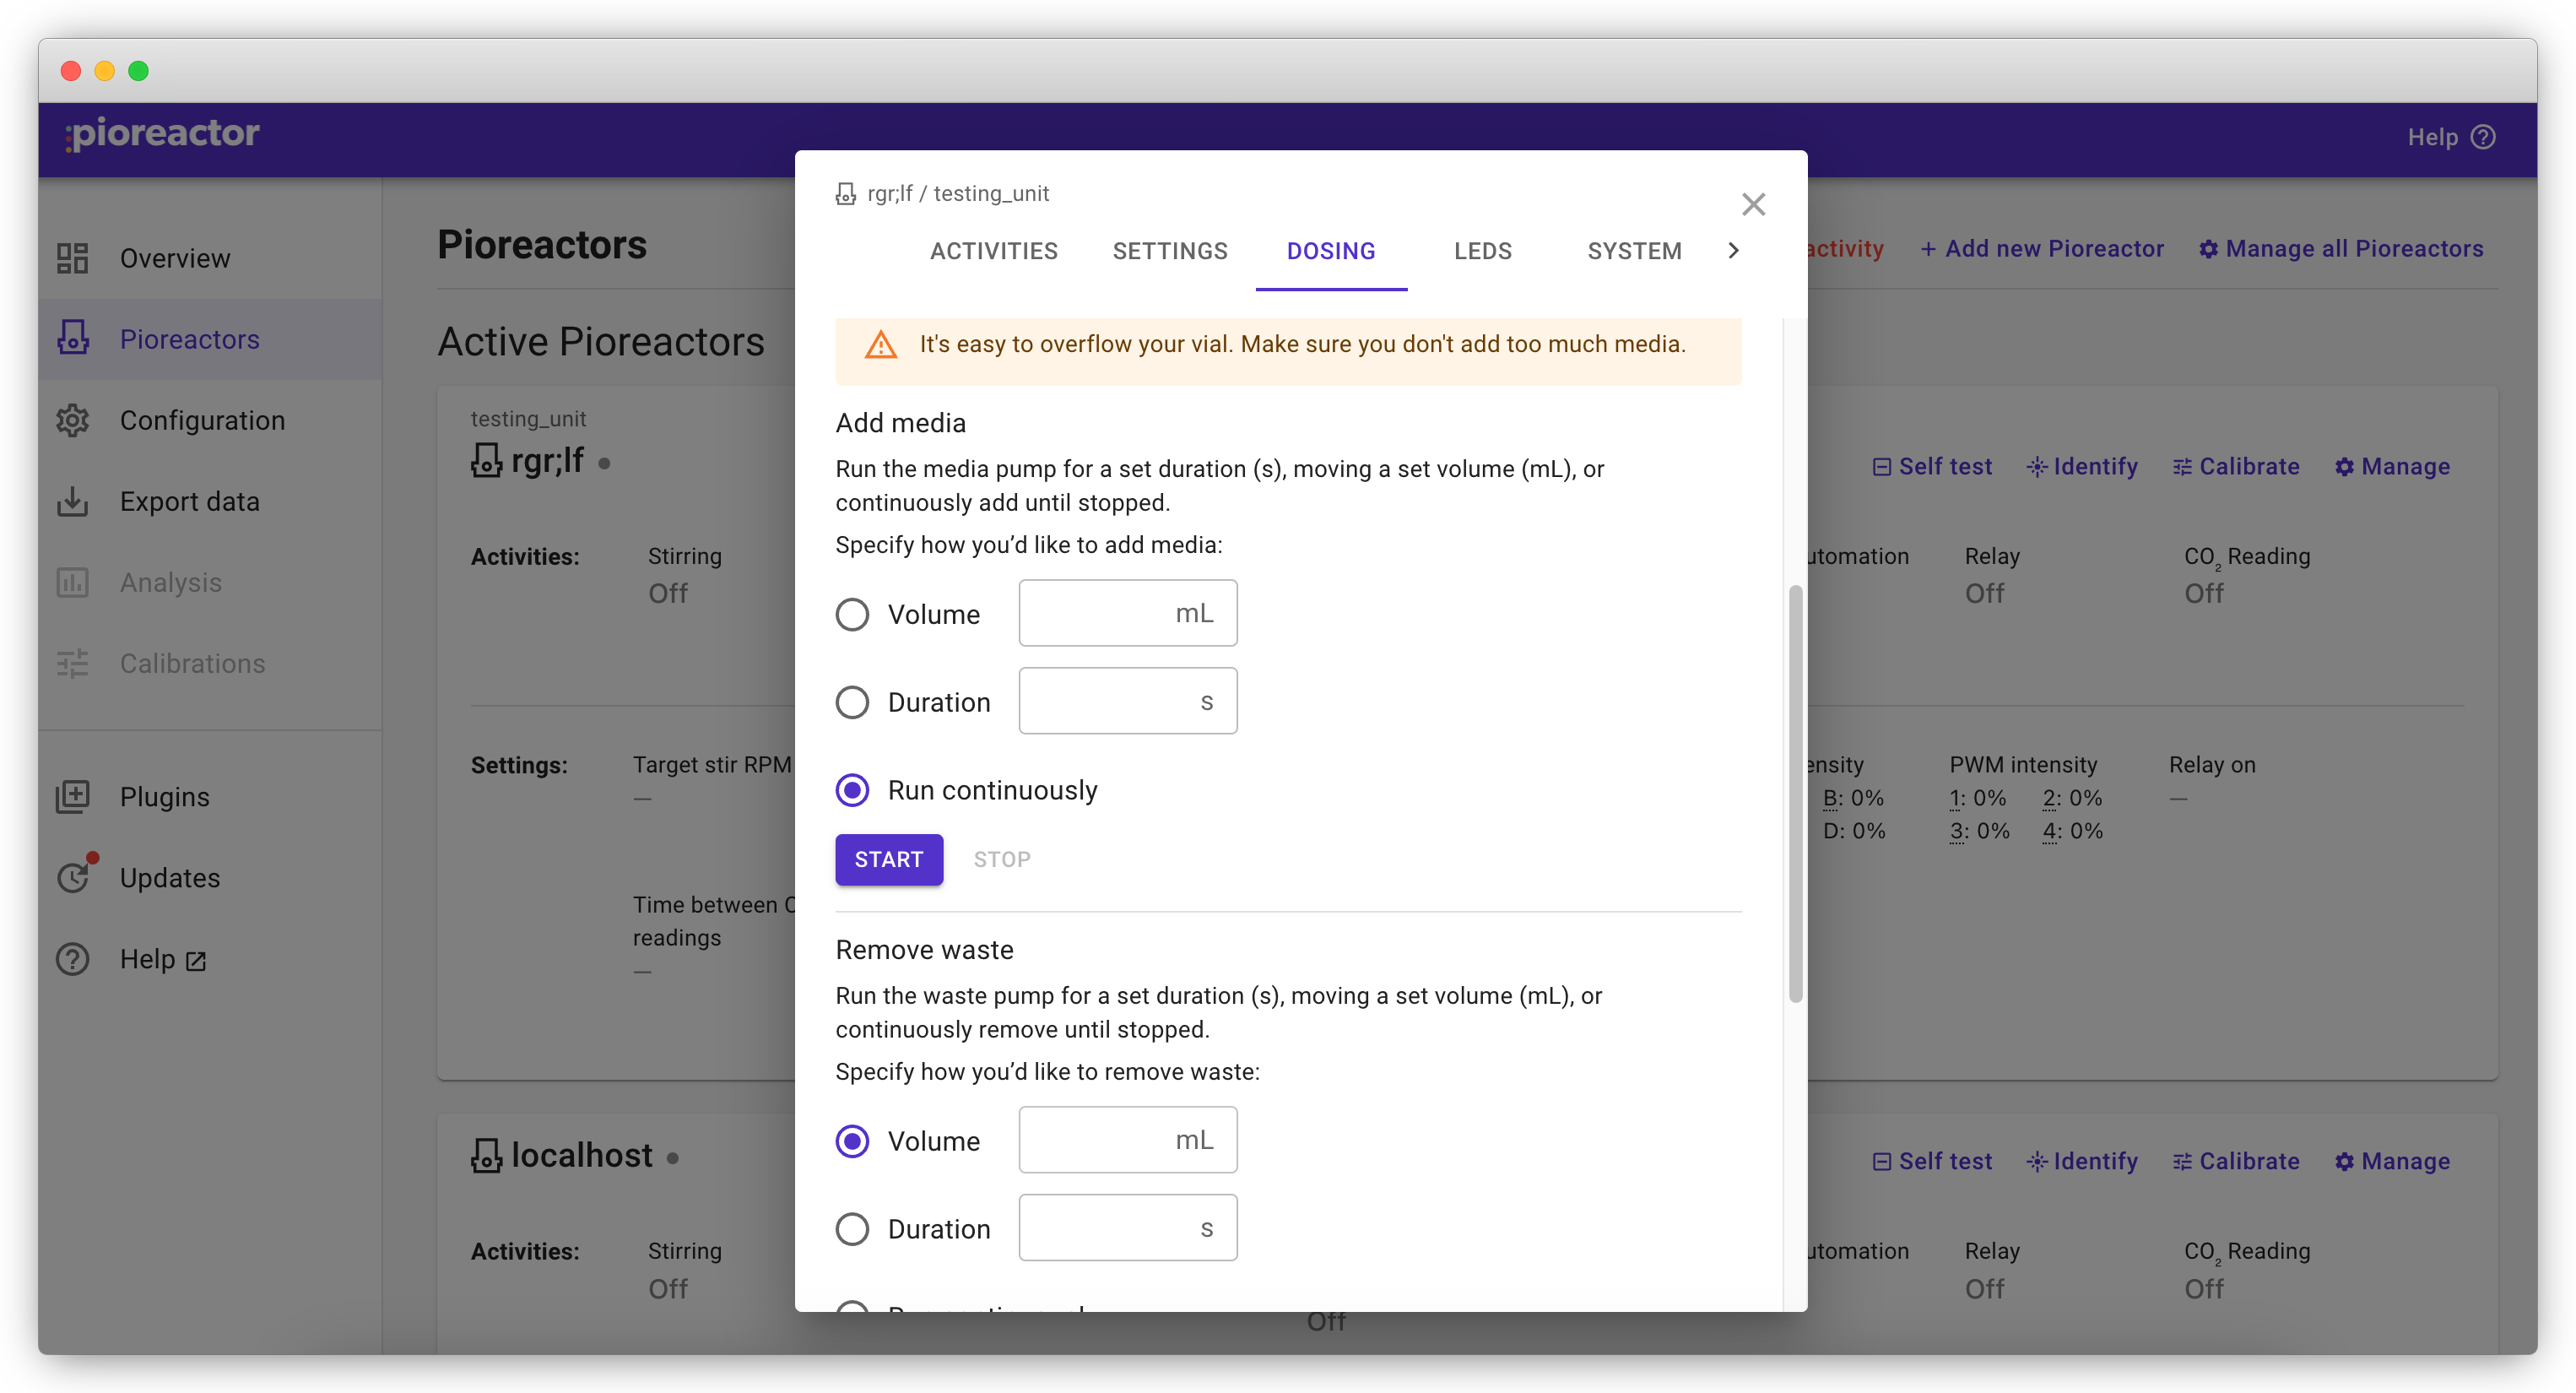 pioreactor
Help
Overview
Pioreactors
Configuration
Export data
Analysis
Calibrations
Plugins
Updates
Help
Pioreactors
activity
+ Add new Pioreactor
Manage all Pioreactors
Active Pioreactors
testing_unit
rgr;lf
Self test
Identify
Calibrate
Manage
Activities:
Stirring
Off
utomation
Relay
Off
CO2 Reading
Off
Settings:
Target stir RPM
—
ensity
B: 0%
D: 0%
PWM intensity
1: 0% 2: 0%
3: 0% 4: 0%
Relay on
—
Time between
readings
—
localhost
Self test
Identify
Calibrate
Manage
Activities:
Stirring
Off
Off
utomation
Relay
Off
CO2 Reading
Off
rgr;lf / testing_unit
ACTIVITIES
SETTINGS
DOSING
LEDS
SYSTEM
It's easy to overflow your vial. Make sure you don't add too much media.
Add media
Run the media pump for a set duration (s), moving a set volume (mL), or
continuously add until stopped.
Specify how you’d like to add media:
Volume
mL
Duration
s
Run continuously
START
STOP
Remove waste
Run the waste pump for a set duration (s), moving a set volume (mL), or
continuously remove until stopped.
Specify how you’d like to remove waste:
Volume
mL
Duration
s